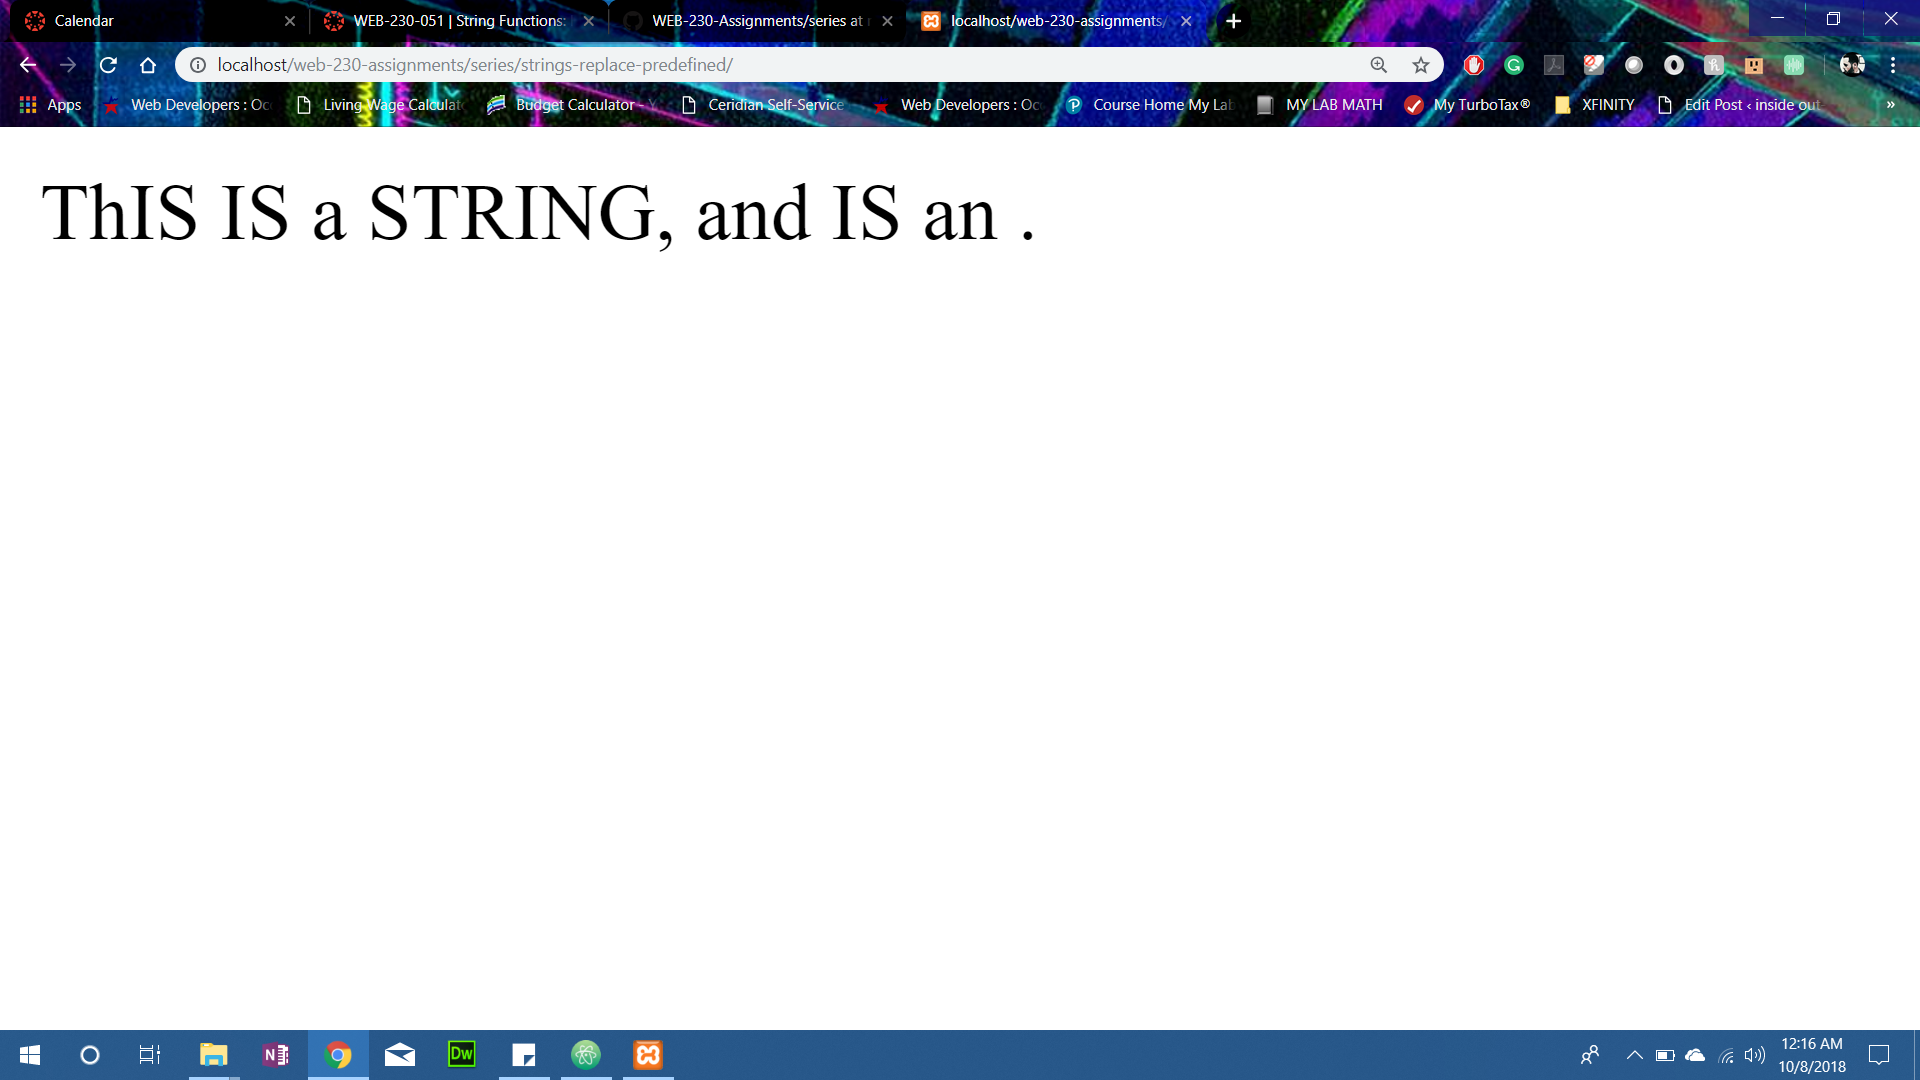 Calendar
WEB-230-051 | String Functions:
WEB-230-Assignments/series at
localhost/web-230-assignments/
localhost/web-230-assignments/series/strings-replace-predefined/
Apps
Web Developers : Oc
Living Wage Calculat
Budget Calculator - Y
Ceridian Self-Service
Web Developers : Oc
Course Home My Lab
MY LAB MATH
My TurboTax®
XFINITY
Edit Post ‹ inside out
»
ThIS IS a STRING, and IS an .
N
Dw
12:16 AM
10/8/2018